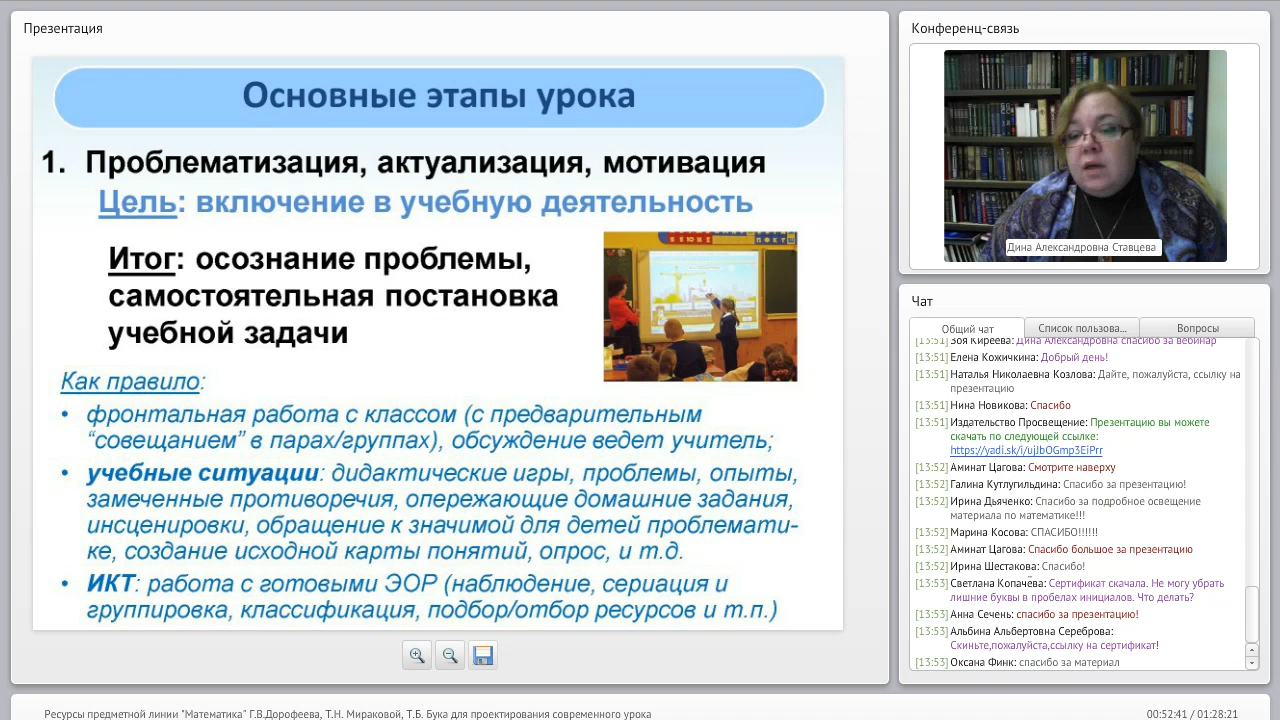 Презентация
Основные этапы урока
1. Проблематизация, актуализация, мотивация
Цель: включение в учебную деятельность
Итог: осознание проблемы,
самостоятельная постановка
учебной задачи
Как правило:
• фронтальная работа с классом (с предварительным
“совещанием” в парах/группах), обсуждение ведет учитель;
• учебные ситуации: дидактические игры, проблемы, опыты,
замеченные противоречия, опережающие домашние задания,
инсценировки, обращение к значимой для детей проблемати-
ке, создание исходной карты понятий, опрос, и т.д.
• ИКТ: работа с готовыми ЭОР (наблюдение, сериация и
группировка, классификация, подбор/отбор ресурсов и т.п.)
Конференц-связь
Дина Александровна Ставцева
Чат
Общий чат
Список пользова...
Вопросы
[13:51] Зоя Киреева: Дина Александровна спасибо за вебинар
[13:51] Елена Кожичкина: Добрый день!
[13:51] Наталья Николаевна Козлова: Дайте, пожалуйста, ссылку на
презентацию
[13:51] Нина Новикова: Спасибо
[13:51] Издательство Просвещение: Презентацию вы можете
скачать по следующей ссылке:
https://yadi.sk/i/ujJbOGmp3EiPrr
[13:52] Аминат Цагова: Смотрите наверху
[13:52] Галина Кутлугильдина: Спасибо за презентацию!
[13:52] Ирина Дьяченко: Спасибо за подробное освещение
материала по математике!!!
[13:52] Марина Косова: СПАСИБО!!!!!!
[13:52] Аминат Цагова: Спасибо большое за презентацию
[13:52] Ирина Шестакова: Спасибо!
[13:53] Светлана Копачёва: Сертификат скачала. Не могу убрать
лишние буквы в пробелах инициалов. Что делать?
[13:53] Анна Сечень: спасибо за презентацию!
[13:53] Альбина Альбертовна Сереброва:
Скиньте,пожалуйста,ссылку на сертификат!
[13:53] Оксана Финк: спасибо за материал
Ресурсы предметной линии "Математика" Г.В.Дорофеева, Т.Н. Мираковой, Т.Б. Бука для проектирования современного урока
00:52:41 / 01:28:21